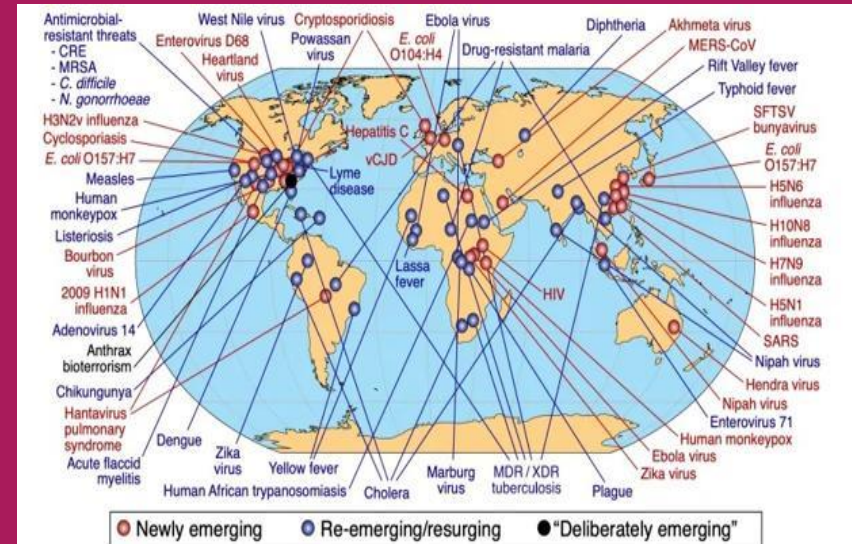 Antimicrobial-
resistant threats
- CRE
- MRSA
- C. difficile
- N. gonorrhoeae
West Nile virus
Cryptosporidiosis
Ebola virus
Enterovirus D68
Powassan
virus
E. coli
O104:H4
Drug-resistant malaria
Diphtheria
Akhmeta virus
MERS-CoV
Rift Valley fever
Typhoid fever
Heartland
virus
H3N2v influenza
Cyclosporiasis
E. coli O157:H7
Measles
Human
monkeypox
Listeriosis
Bourbon
virus
2009 H1N1
influenza
Adenovirus 14
Anthrax
bioterrorism
Chikungunya
Hantavirus
pulmonary
syndrome
Acute flaccid
myelitis
Hepatitis C
vCJD
Lyme
disease
Lassa
fever
HIV
SFTSV
bunyavirus
E. coli
O157:H7
H5N6
influenza
H10N8
influenza
H7N9
influenza
H5N1
influenza
SARS
Nipah virus
Hendra virus
Nipah virus
Enterovirus 71
Human monkeypox
Ebola virus
Zika virus
Dengue
Zika
virus
Yellow fever
Human African trypanosomiasis
Cholera
Marburg
virus
MDR / XDR
tuberculosis
Plague
Newly emerging
Re-emerging/resurging
"Deliberately emerging"